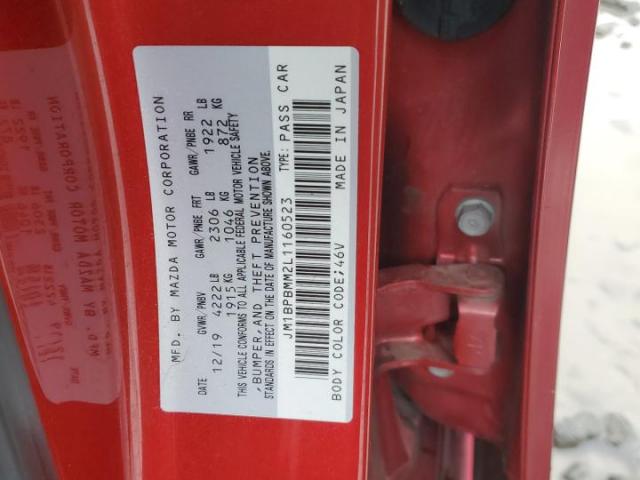 MFD. BY MAZDA MOTOR CORPORATION
DATE GVWR/PNBV GAWR/PNBE FRT GAWR/PNBE RR
12/19 4222 LB 2306 LB 1922 LB
1915 KG 1046 KG 872 KG
THIS VEHICLE CONFORMS TO ALL APPLICABLE FEDERAL MOTOR VEHICLE SAFETY
,BUMPER,AND THEFT PREVENTION
STANDARDS IN EFFECT ON THE DATE OF MANUFACTURE SHOWN ABOVE.
JM1BPBMM2L1160523 TYPE: PASS CAR
BODY COLOR CODE;46V MADE IN JAPAN